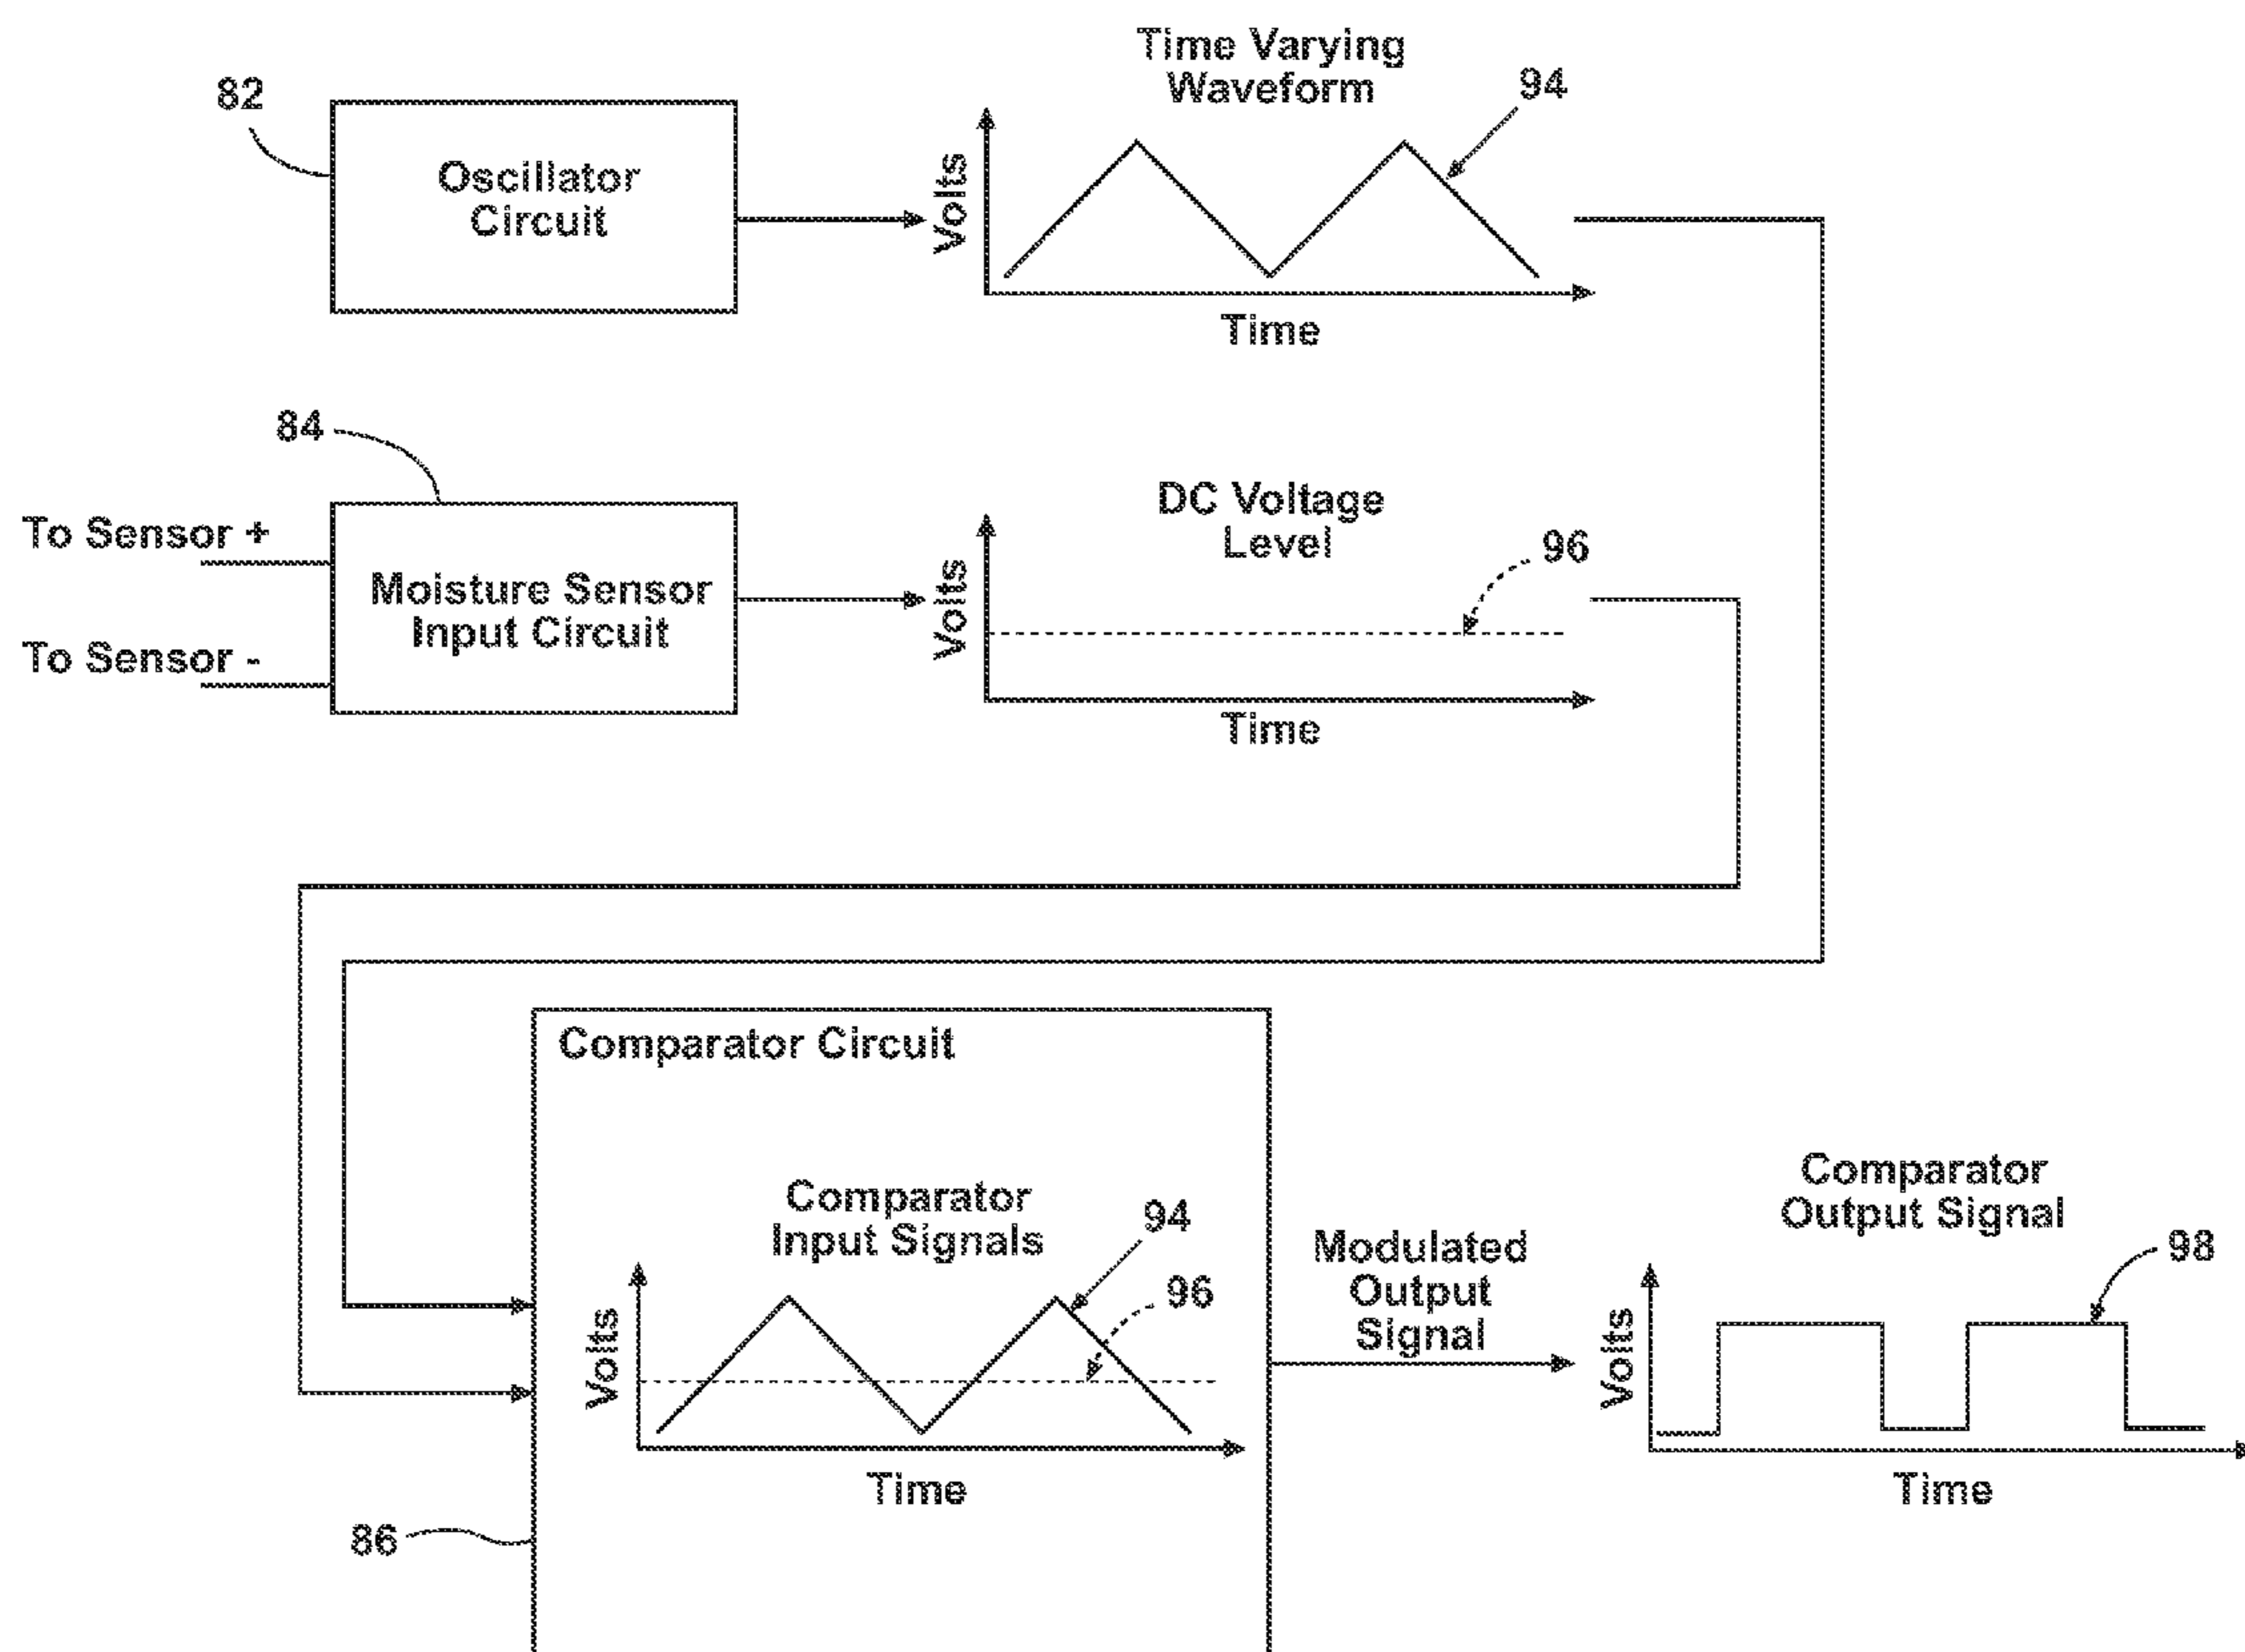 Time Varying
Waveform
94
82
Oscillator
Circuit
Volts
Time
84
DC Voltage
Level
96
To Sensor +
Moisture Sensor
Input Circuit
To Sensor -
Volts
Time
Comparator Circuit
Comparator
Input Signals
94
96
Volts
Time
86
Modulated
Output
Signal
Comparator
Output Signal
98
Volts
Time